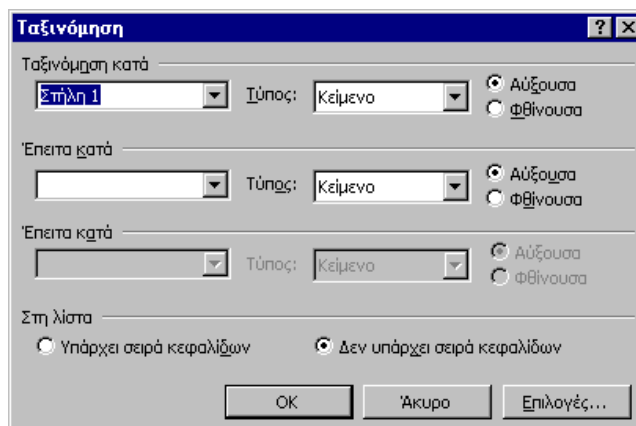 Ταξινόμηση
Ταξινόμηση κατά
Στήλη 1 Τύπος: Κείμενο Αύξουσα
Φθίνουσα
Έπειτα κατά
Τύπος: Κείμενο Αύξουσα
Φθίνουσα
Έπειτα κατά
Τύπος: Κείμενο Αύξουσα
Φθίνουσα
Στη λίστα
Υπάρχει σειρά κεφαλίδων Δεν υπάρχει σειρά κεφαλίδων
OK Άκυρο Επιλογές...